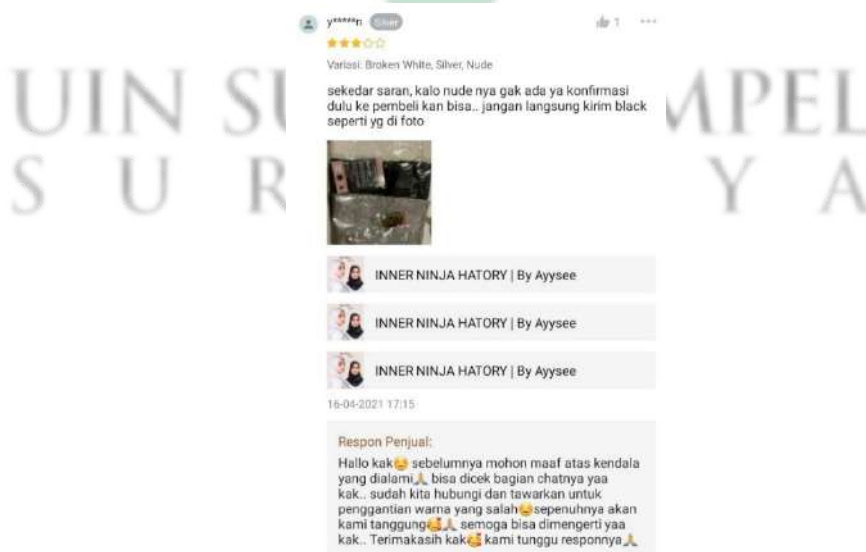 y*****n Silver 1
Variasi: Broken White, Silver, Nude
sekedar saran, kalo nude nya gak ada ya konfirmasi
dulu ke pembeli kan bisa.. jangan langsung kirim black
seperti yg di foto
INNER NINJA HATORY | By Ayysee
INNER NINJA HATORY | By Ayysee
INNER NINJA HATORY | By Ayysee
16-04-2021 17:15
Respon Penjual:
Hallo kak😊 sebelumnya mohon maaf atas kendala
yang dialami🙏 bisa dicek bagian chatnya yaa
kak.. sudah kita hubungi dan tawarkan untuk
penggantian warna yang salah😊sepenuhnya akan
kami tanggung🥰🙏 semoga bisa dimengerti yaa
kak.. Terimakasih kak🥰 kami tunggu responnya🙏
UIN SU MPEL
S U R Y A